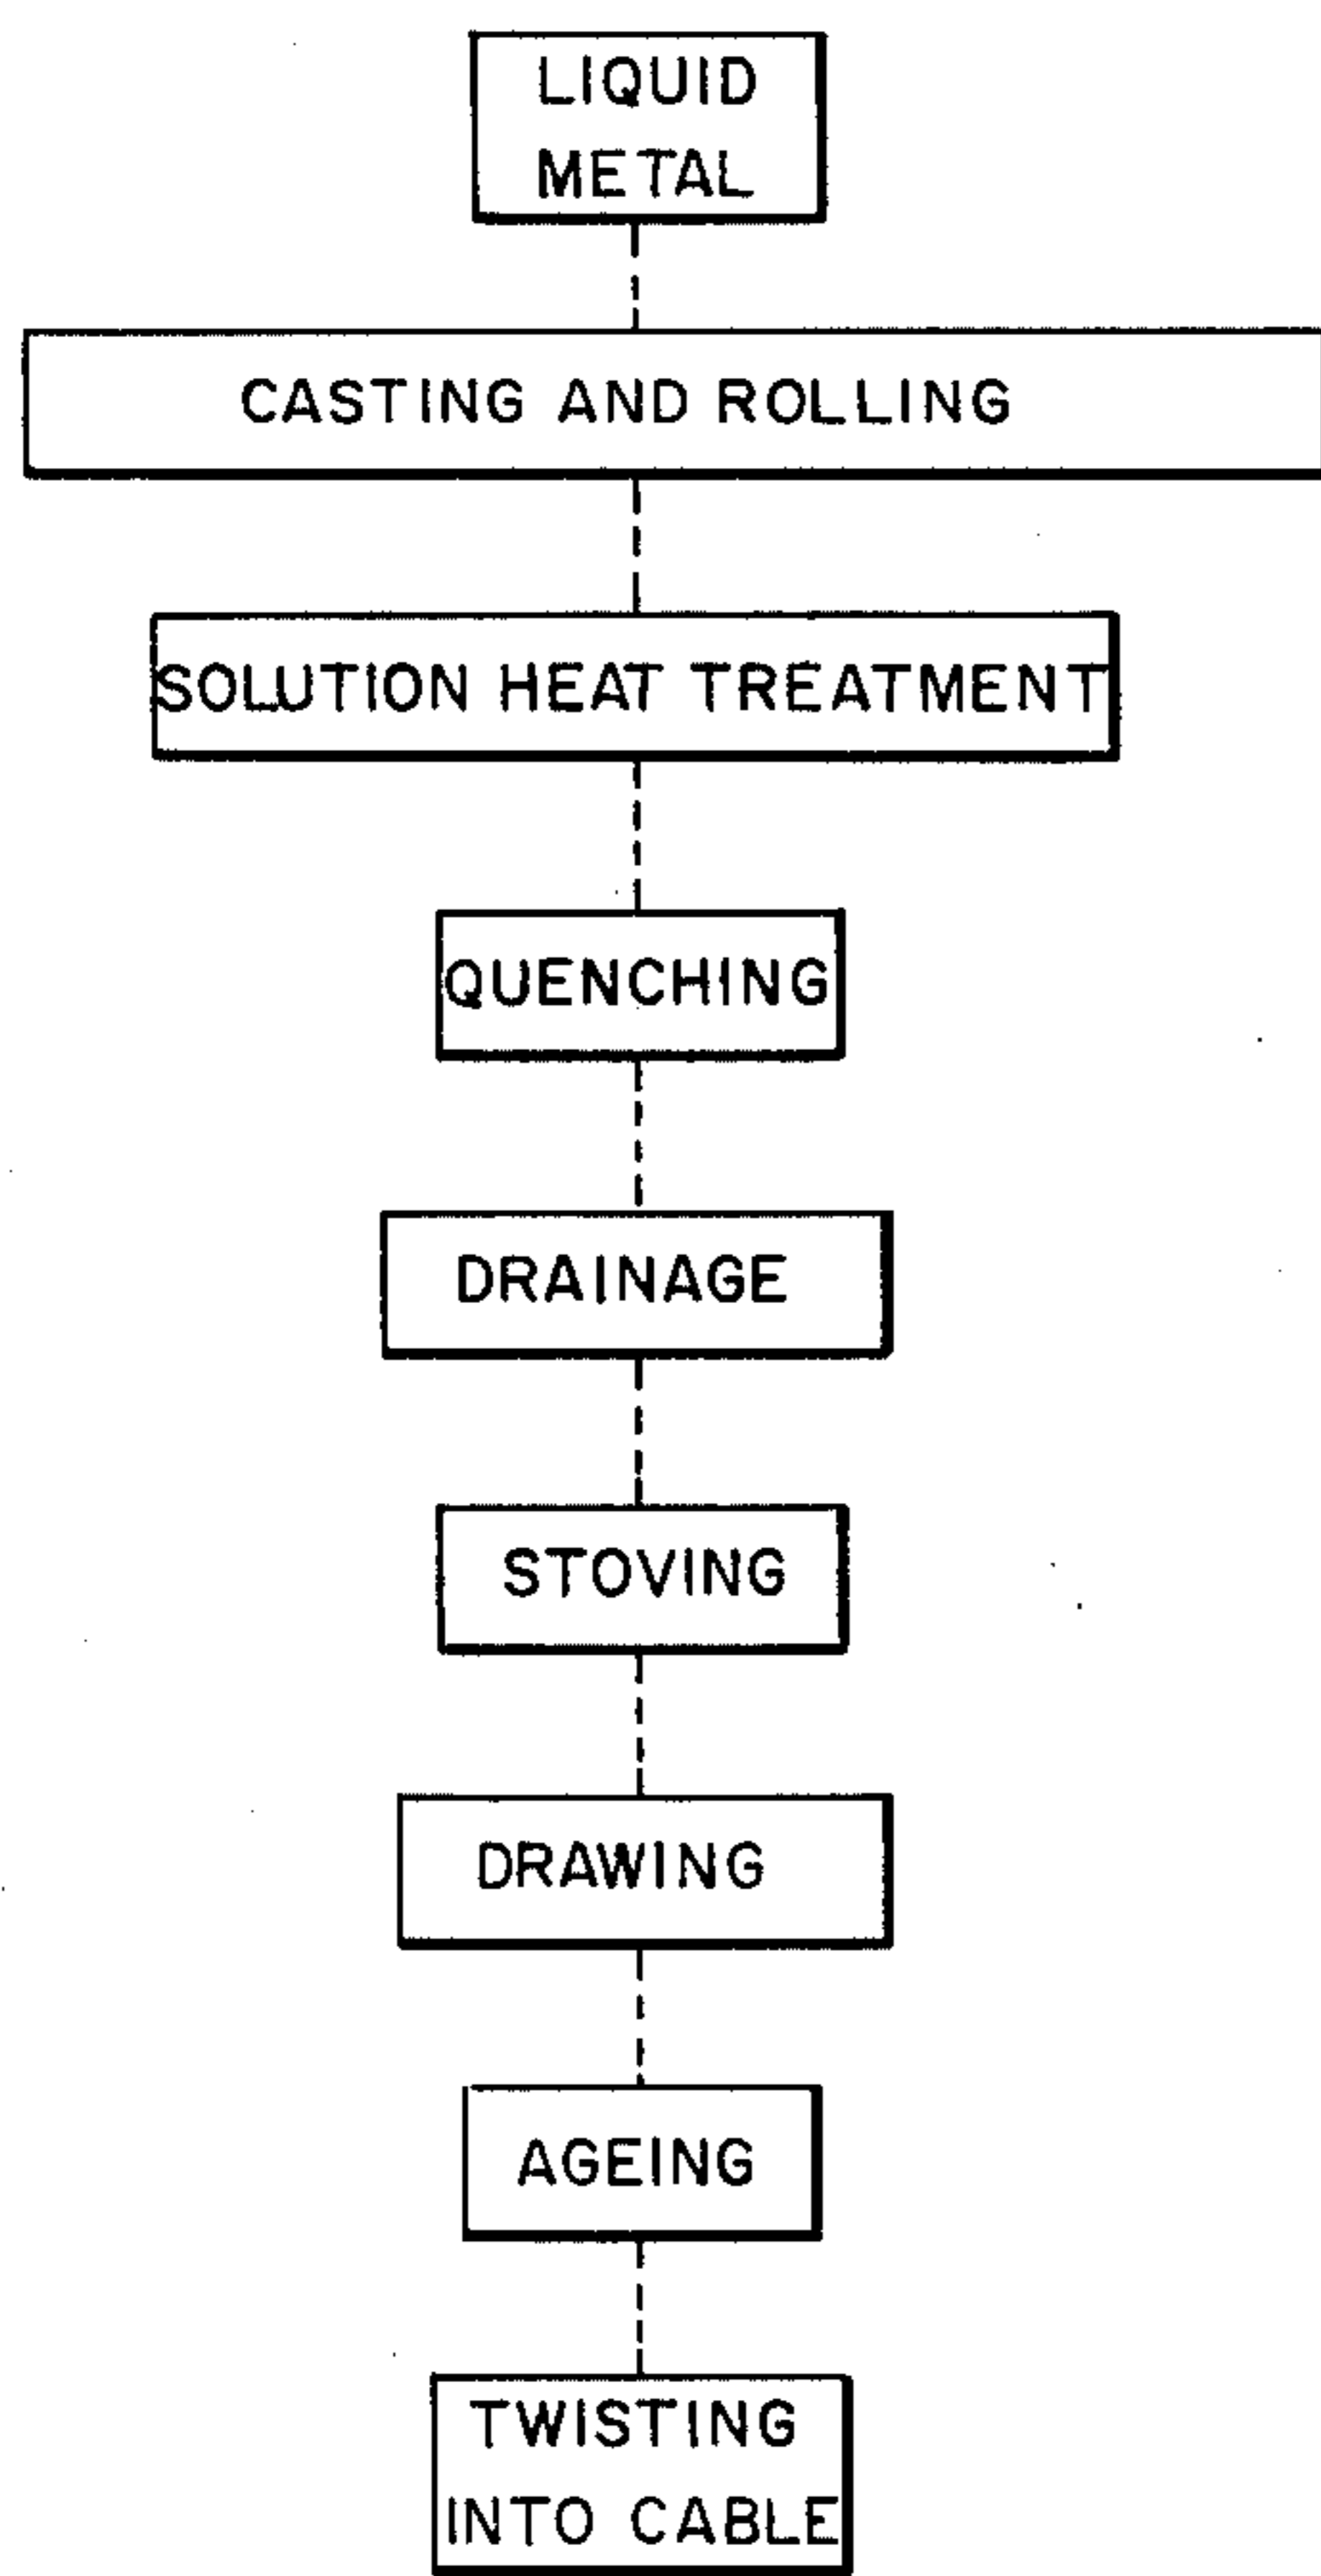 LIQUID
METAL
CASTING AND ROLLING
SOLUTION HEAT TREATMENT
QUENCHING
DRAINAGE
STOVING
DRAWING
AGEING
TWISTING
INTO CABLE